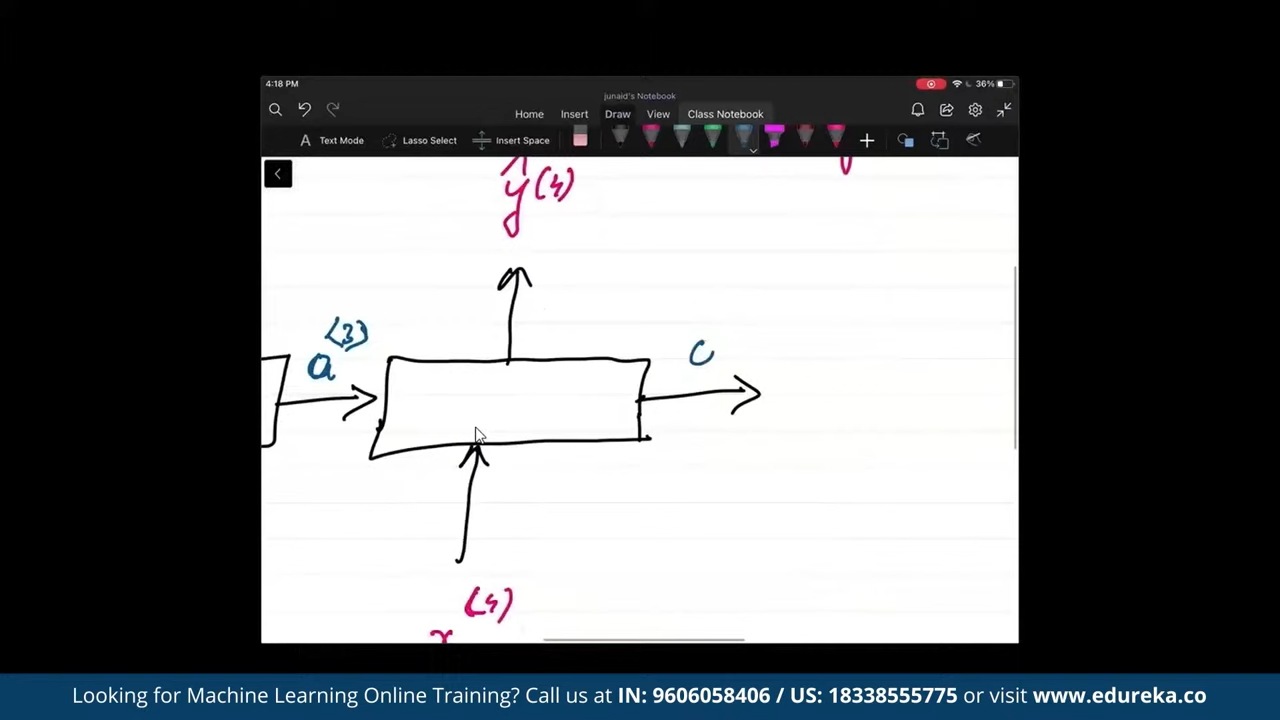 4:18 PM
36%
junaid's Notebook
Home Insert Draw View Class Notebook
Text Mode Lasso Select Insert Space
ŷ(4)
a(3)
c
(4)
x
Looking for Machine Learning Online Training? Call us at IN: 9606058406 / US: 18338555775 or visit www.edureka.co